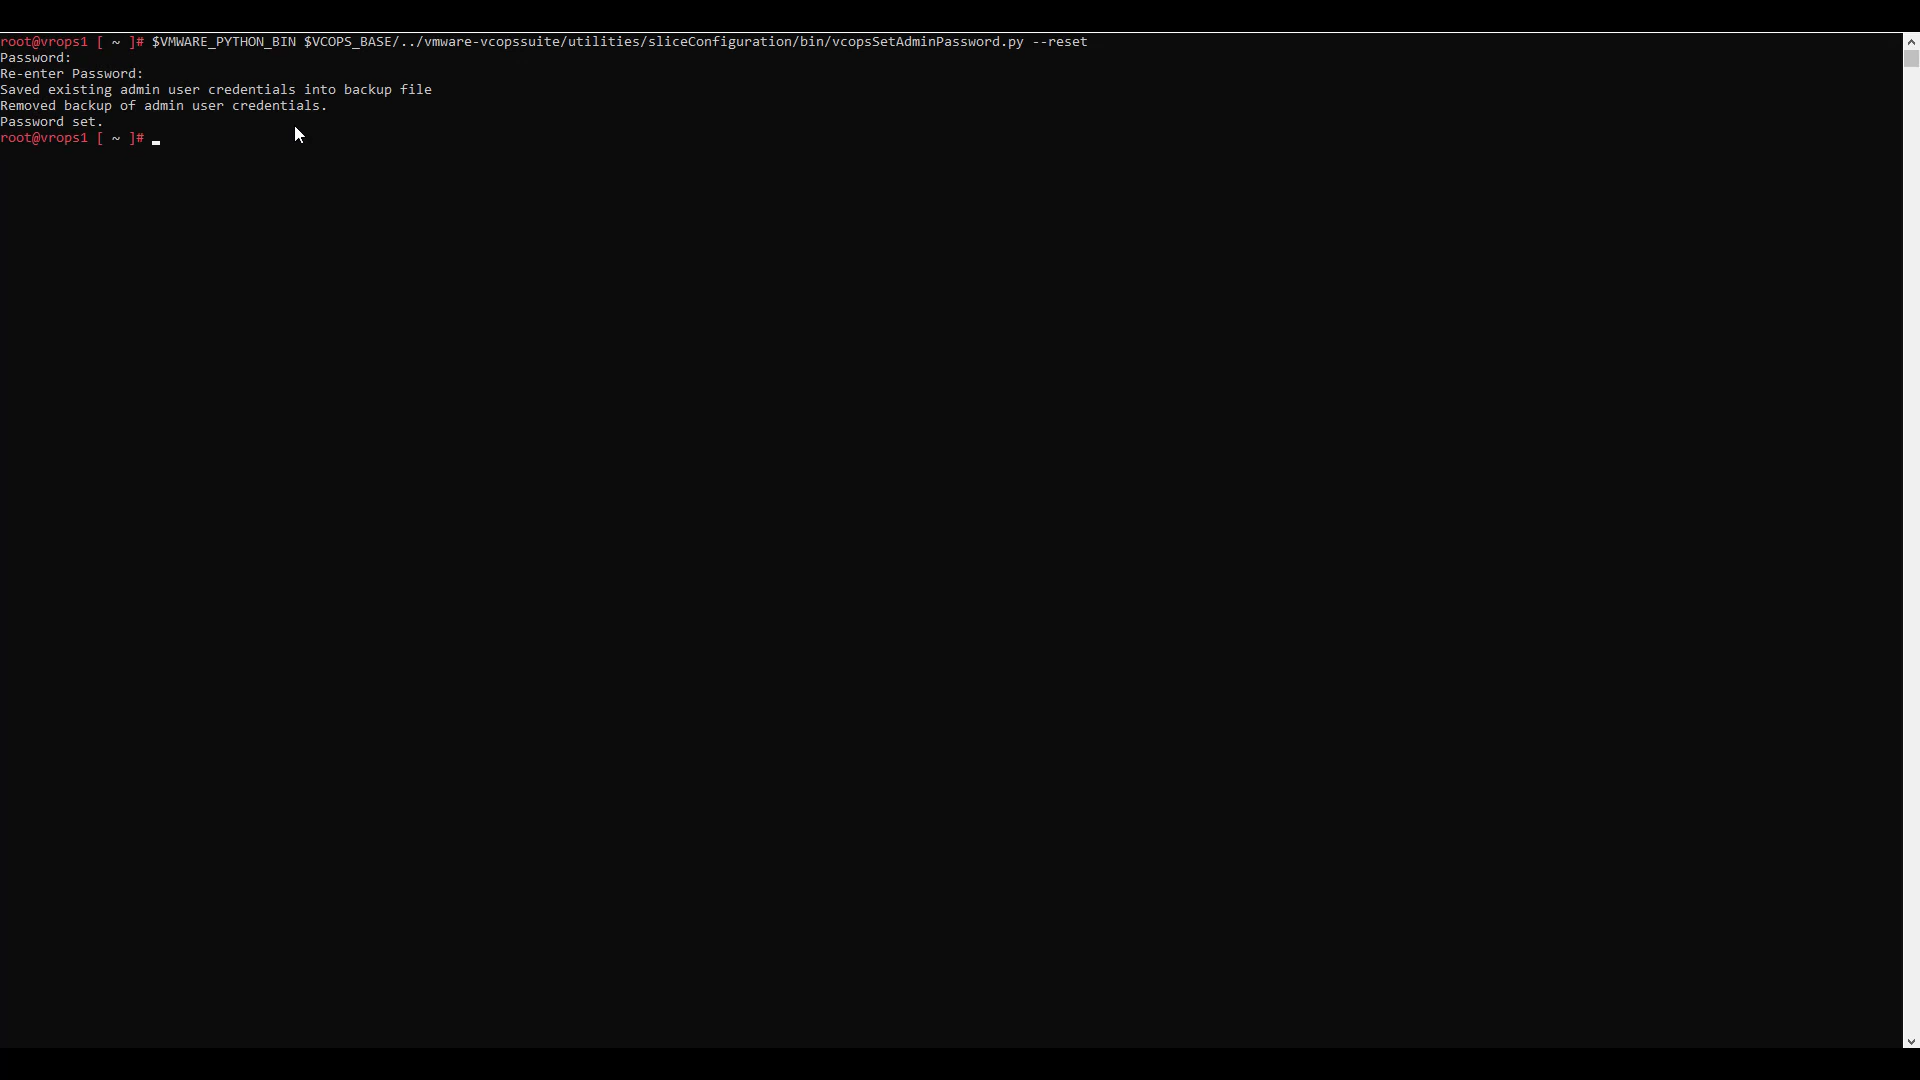 root@vrops1 [ ~ ]# $VMWARE_PYTHON_BIN $VCOPS_BASE/../vmware-vcopssuite/utilities/sliceConfiguration/bin/vcopsSetAdminPassword.py --reset
Password:
Re-enter Password:
Saved existing admin user credentials into backup file
Removed backup of admin user credentials.
Password set.
root@vrops1 [ ~ ]#